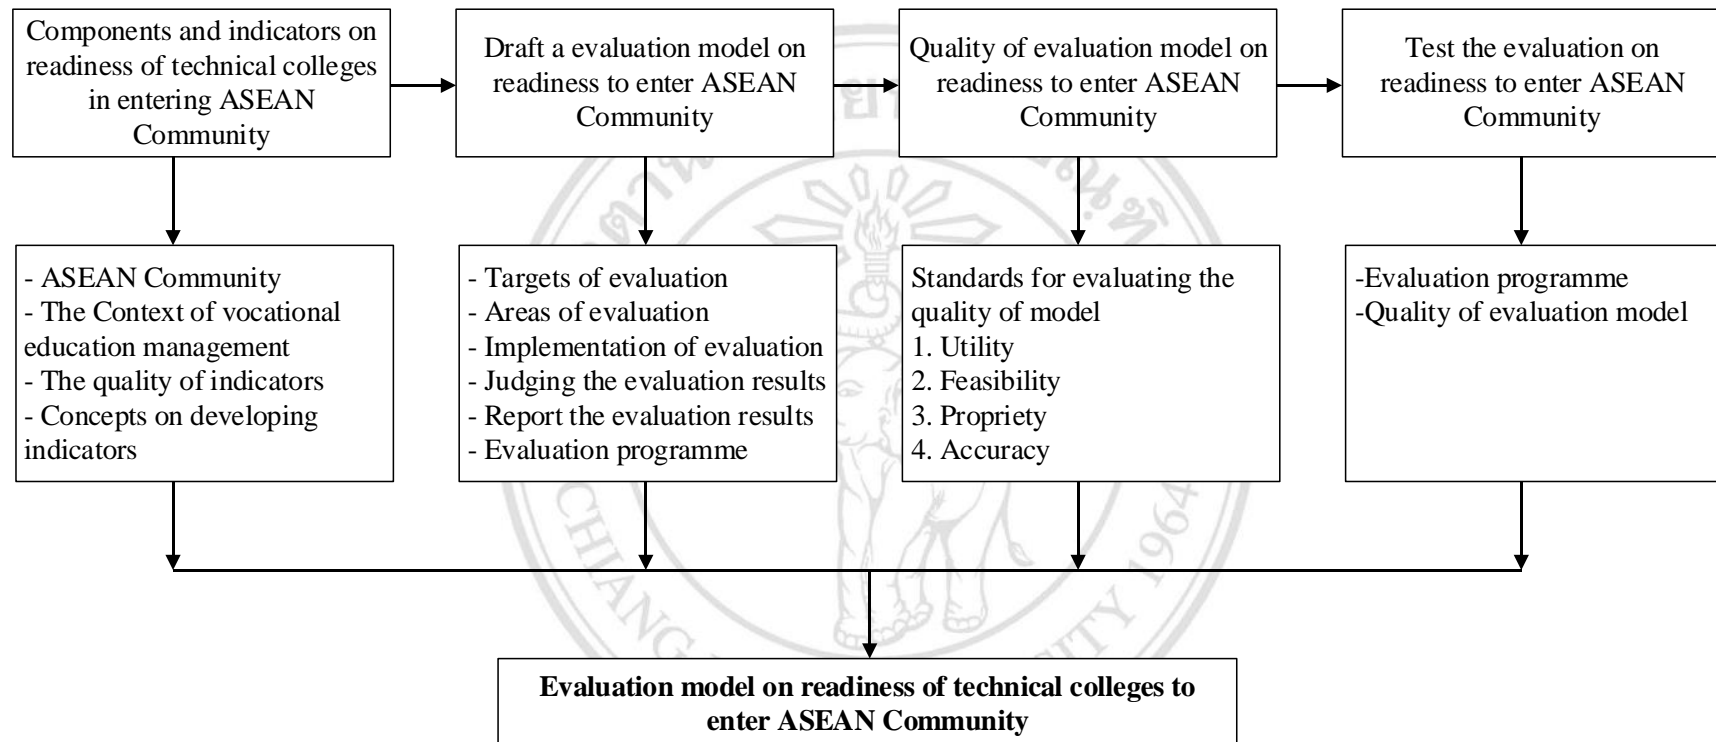 Components and indicators on
readiness of technical colleges
in entering ASEAN
Community
Draft a evaluation model on
readiness to enter ASEAN
Community
Quality of evaluation model on
readiness to enter ASEAN
Community
Test the evaluation on
readiness to enter ASEAN
Community
- ASEAN Community
- The Context of vocational
education management
- The quality of indicators
- Concepts on developing
indicators
- Targets of evaluation
- Areas of evaluation
- Implementation of evaluation
- Judging the evaluation results
- Report the evaluation results
- Evaluation programme
Standards for evaluating the
quality of model
1. Utility
2. Feasibility
3. Propriety
4. Accuracy
-Evaluation programme
-Quality of evaluation model
Evaluation model on readiness of technical colleges to
enter ASEAN Community
CHIANG
SITY 1964